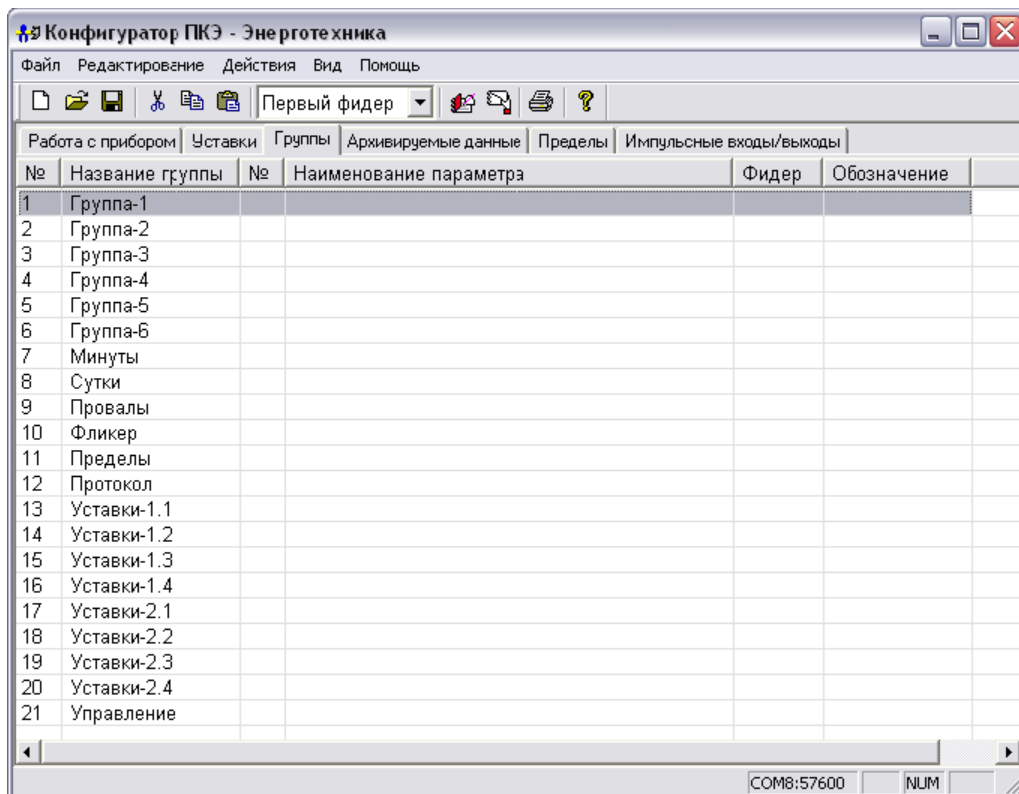 Конфигуратор ПКЭ - Энерготехника
Файл Редактирование Действия Вид Помощь
Первый фидер
Работа с прибором Уставки Группы Архивируемые данные Пределы Импульсные входы/выходы
№ Название группы № Наименование параметра Фидер Обозначение
1 Группа-1
2 Группа-2
3 Группа-3
4 Группа-4
5 Группа-5
6 Группа-6
7 Минуты
8 Сутки
9 Провалы
10 Фликер
11 Пределы
12 Протокол
13 Уставки-1.1
14 Уставки-1.2
15 Уставки-1.3
16 Уставки-1.4
17 Уставки-2.1
18 Уставки-2.2
19 Уставки-2.3
20 Уставки-2.4
21 Управление
COM8:57600 NUM